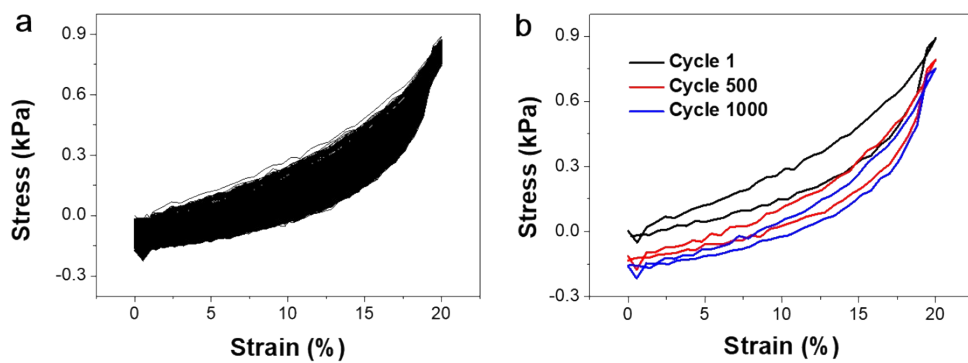 a
Stress (kPa)
0.9
0.6
0.3
0.0
-0.3
0
5
10
15
20
Strain (%)
b
Stress (kPa)
0.9
0.6
0.3
0.0
-0.3
Cycle 1
Cycle 500
Cycle 1000
0
5
10
15
20
Strain (%)